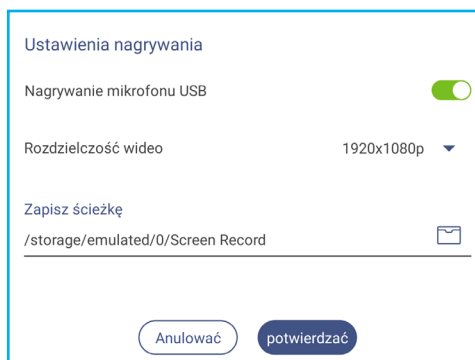 Ustawienia nagrywania
Nagrywanie mikrofonu USB
Rozdzielczość wideo 1920x1080p
Zapisz ścieżkę
/storage/emulated/0/Screen Record
Anulować potwierdzać